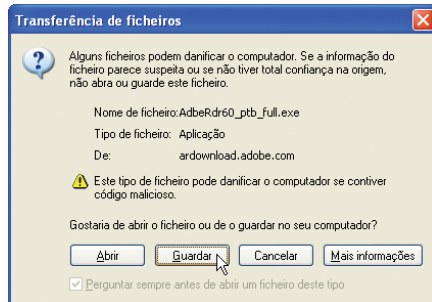 Transferência de ficheiros
Alguns ficheiros podem danificar o computador. Se a informação do
ficheiro parece suspeita ou se não tiver total confiança na origem,
não abra ou guarde este ficheiro.
Nome de ficheiro:AdbeRdr60_ptb_full.exe
Tipo de ficheiro: Aplicação
De: ardownload.adobe.com
Este tipo de ficheiro pode danificar o computador se contiver
código malicioso.
Gostaria de abrir o ficheiro ou de o guardar no seu computador?
Abrir Guardar Cancelar Mais informações
Perguntar sempre antes de abrir um ficheiro deste tipo